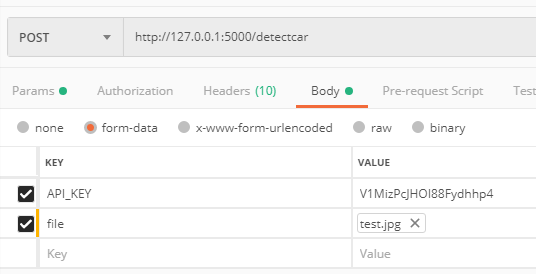 POST http://127.0.0.1:5000/detectcar
Params Authorization Headers (10) Body Pre-request Script Test
none form-data x-www-form-urlencoded raw binary
KEY VALUE
API_KEY V1MizPcJHOI88Fydhhp4
file test.jpg
Key Value